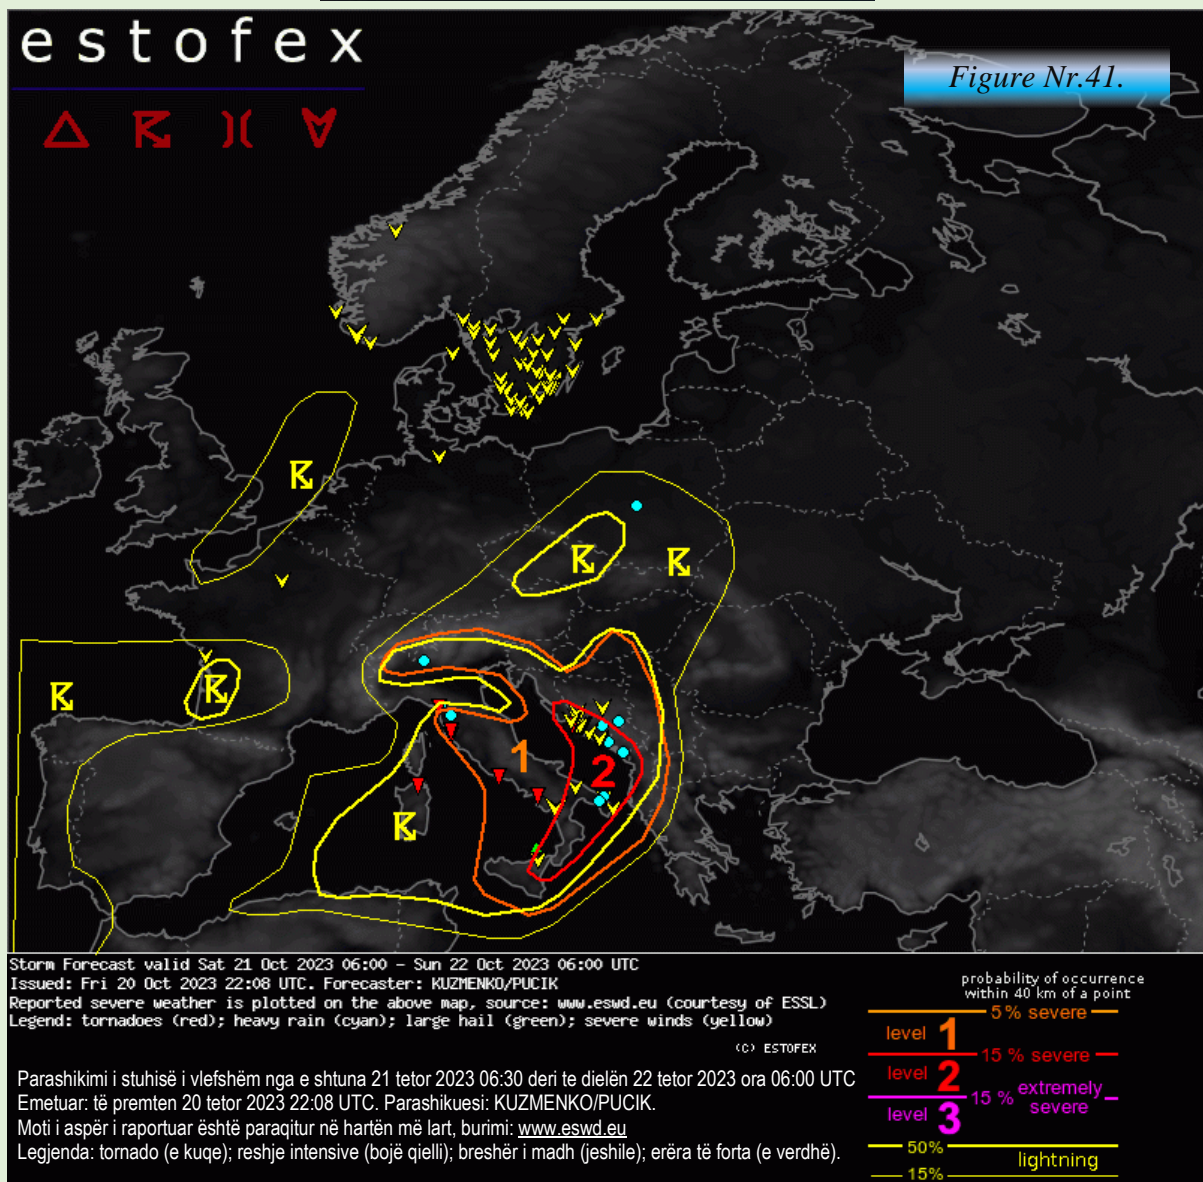 estofex
Figure Nr.41.
1
2
Storm Forecast valid Sat 21 Oct 2023 06:00 – Sun 22 Oct 2023 06:00 UTC
Issued: Fri 20 Oct 2023 22:08 UTC. Forecaster: KUZMENKO/PUCIK
Reported severe weather is plotted on the above map, source: www.eswd.eu (courtesy of ESSL)
Legend: tornadoes (red); heavy rain (cyan); large hail (green); severe winds (yellow)
(C) ESTOFEX
Parashikimi i stuhisë i vlefshëm nga e shtuna 21 tetor 2023 06:30 deri te dielën 22 tetor 2023 ora 06:00 UTC
Emetuar: të premten 20 tetor 2023 22:08 UTC. Parashikuesi: KUZMENKO/PUCIK.
Moti i aspër i raportuar është paraqitur në hartën më lart, burimi: www.eswd.eu
Legjenda: tornado (e kuqe); reshje intensive (bojë qielli); breshër i madh (jeshile); erëra të forta (e verdhë).
probability of occurrence
within 40 km of a point
5 % severe
level 1
15 % severe
level 2
15 % extremely severe
level 3
50%
lightning
15%